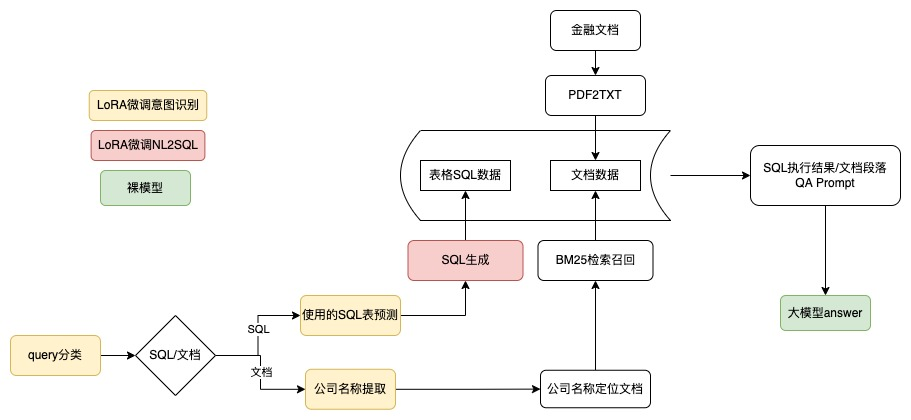 金融文档
PDF2TXT
LoRA微调意图识别
LoRA微调NL2SQL
裸模型
表格SQL数据
文档数据
SQL执行结果/文档段落
QA Prompt
SQL生成
BM25检索召回
大模型answer
使用的SQL表预测
SQL
query分类
SQL/文档
文档
公司名称提取
公司名称定位文档